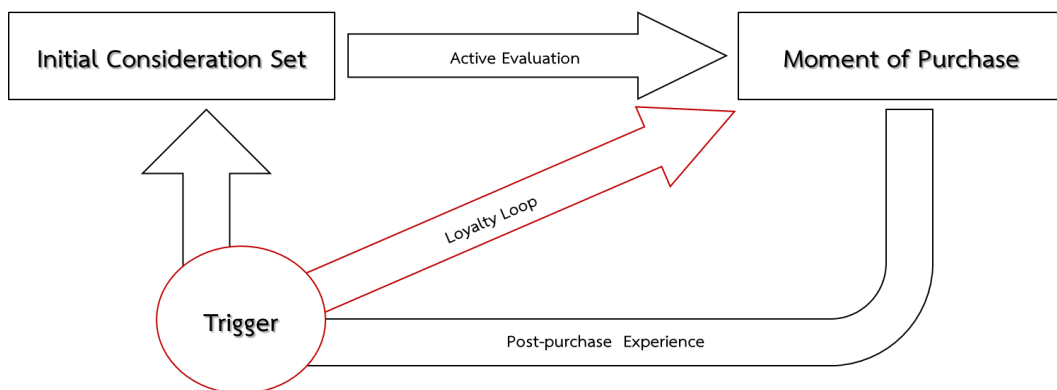 Initial Consideration Set
Active Evaluation
Moment of Purchase
Loyalty Loop
Trigger
Post-purchase Experience